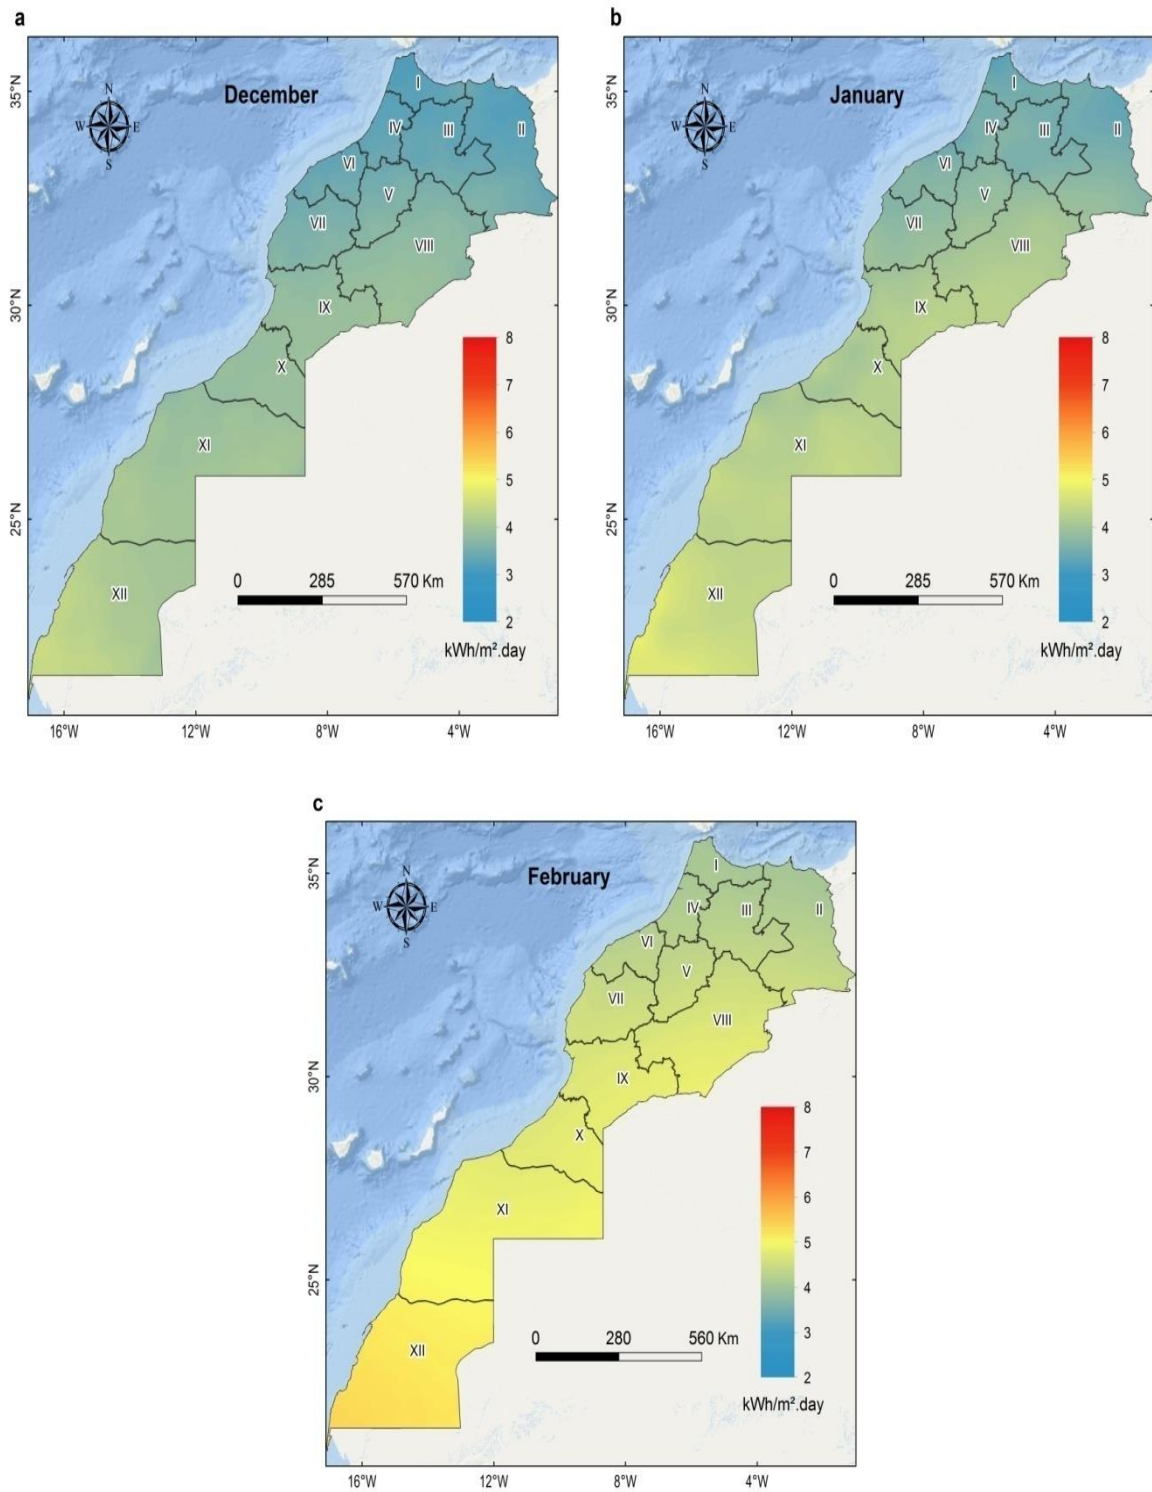 a
December
N
W E
S
35°N
30°N
25°N
I
II
III
IV
V
VI
VII
VIII
IX
X
XI
XII
8
7
6
5
4
3
2
kWh/m².day
0 285 570 Km
16°W 12°W 8°W 4°W
b
January
N
W E
S
35°N
30°N
25°N
I
II
III
IV
V
VI
VII
VIII
IX
X
XI
XII
8
7
6
5
4
3
2
kWh/m².day
0 285 570 Km
16°W 12°W 8°W 4°W
c
February
N
W E
S
35°N
30°N
25°N
I
II
III
IV
V
VI
VII
VIII
IX
X
XI
XII
8
7
6
5
4
3
2
kWh/m².day
0 280 560 Km
16°W 12°W 8°W 4°W